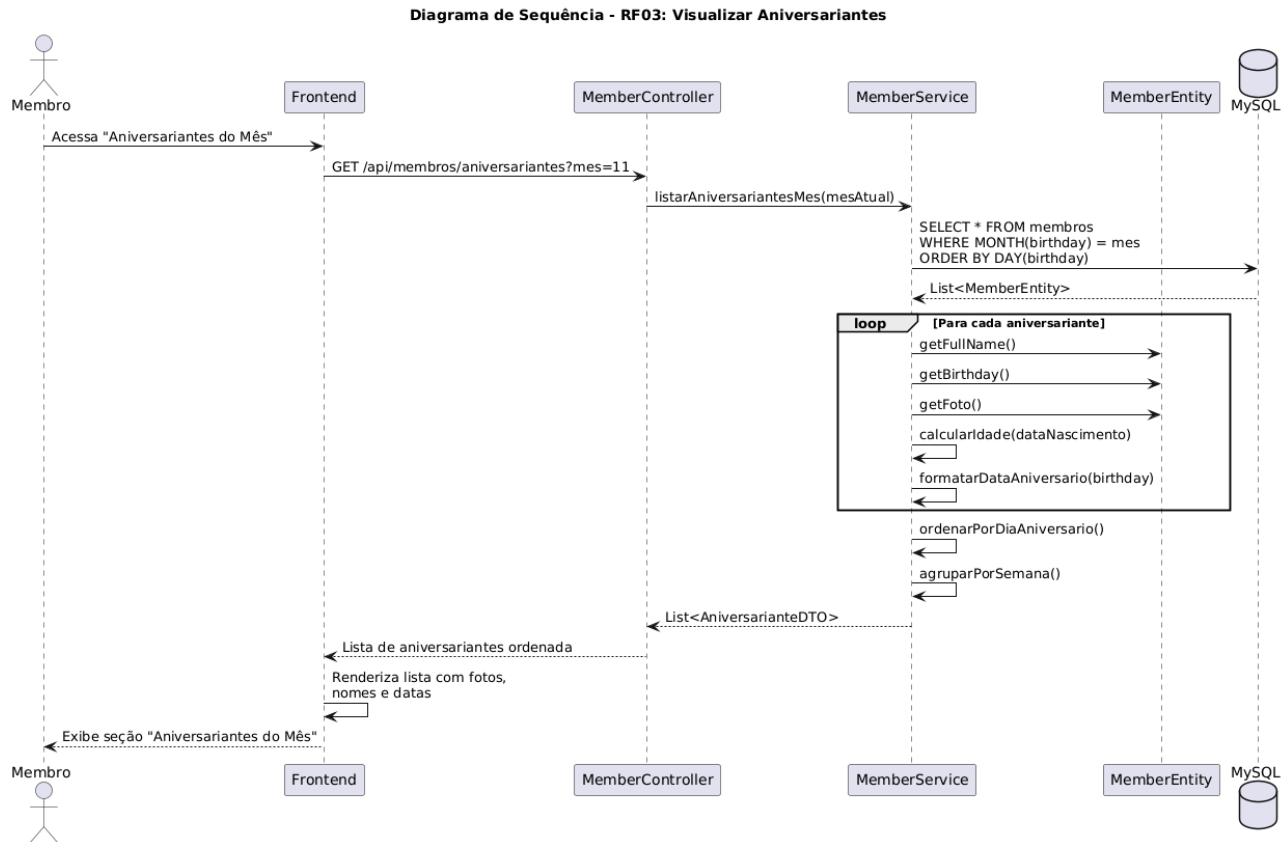 Diagrama de Sequência - RF03: Visualizar Aniversariantes
Membro
Frontend
MemberController
MemberService
MemberEntity
MySQL
Acessa "Aniversariantes do Mês"
GET /api/membros/aniversariantes?mes=11
listarAniversariantesMes(mesAtual)
SELECT * FROM membros
WHERE MONTH(birthday) = mes
ORDER BY DAY(birthday)
List<MemberEntity>
loop
[Para cada aniversariante]
getFullName()
getBirthday()
getFoto()
calcularIdade(dataNascimento)
formatarDataAniversario(birthday)
ordenarPorDiaAniversario()
agruparPorSemana()
List<AniversarianteDTO>
Lista de aniversariantes ordenada
Renderiza lista com fotos,
nomes e datas
Exibe seção "Aniversariantes do Mês"
Membro
Frontend
MemberController
MemberService
MemberEntity
MySQL